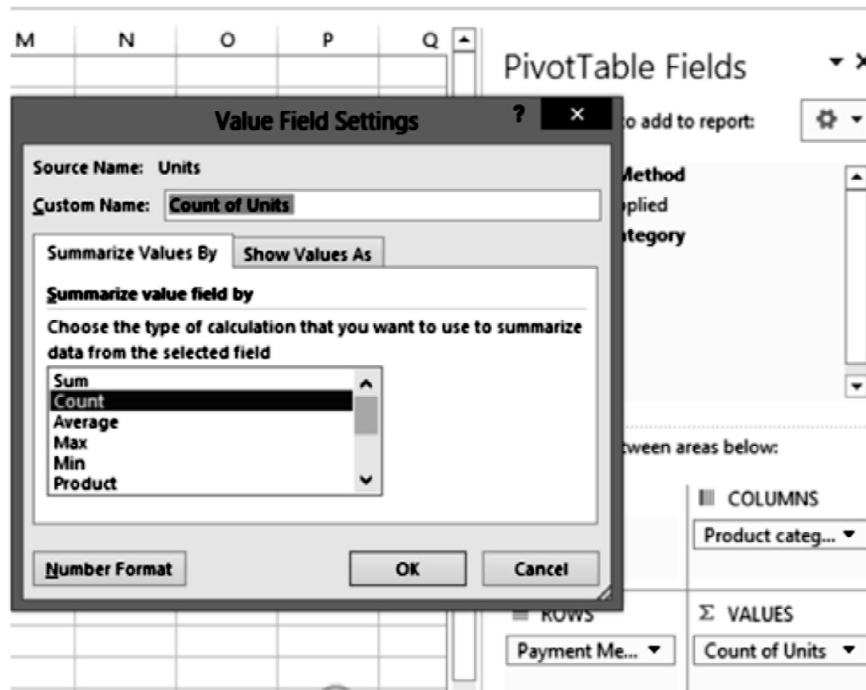 M N O P Q
PivotTable Fields
Value Field Settings ? ×
to add to report:
Source Name: Units
Method
Custom Name: Count of Units
plied
tegory
Summarize Values By Show Values As
Summarize value field by
Choose the type of calculation that you want to use to summarize
data from the selected field
Sum
Count
Average
Max
Min
Product
tween areas below:
COLUMNS
Product categ...
Number Format OK Cancel
ROWS Σ VALUES
Payment Me... Count of Units